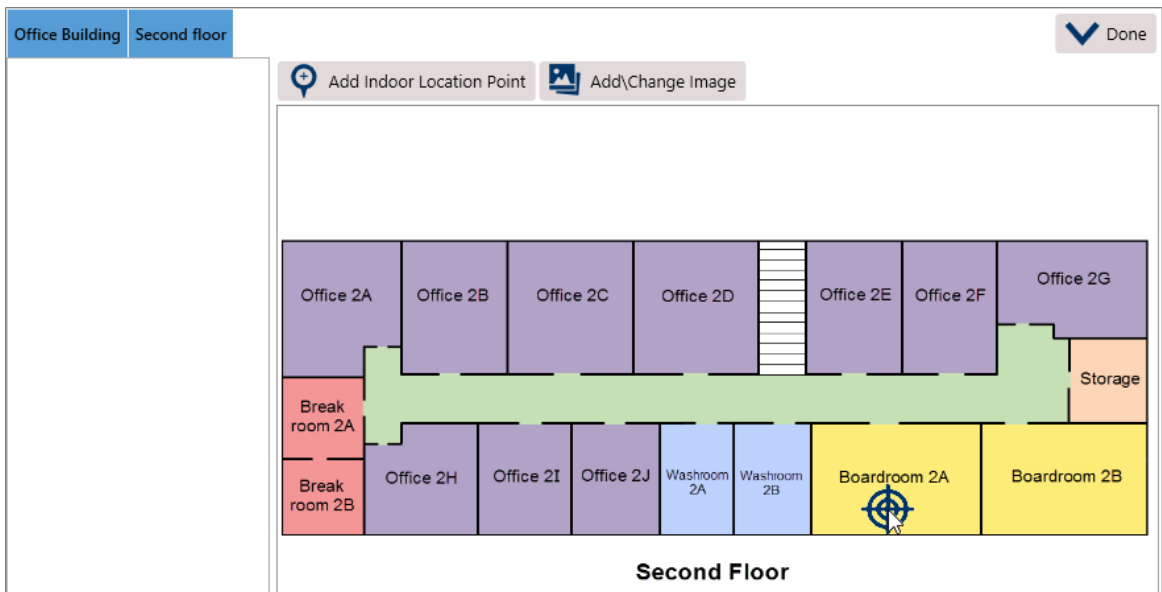 Office Building Second floor
Done
Add Indoor Location Point Add\Change Image
Office 2A Office 2B Office 2C Office 2D Office 2E Office 2F Office 2G
Storage
Break
room 2A
Break
room 2B
Office 2H Office 2I Office 2J
Washroom
2A
Washroom
2B
Boardroom 2A Boardroom 2B
Second Floor